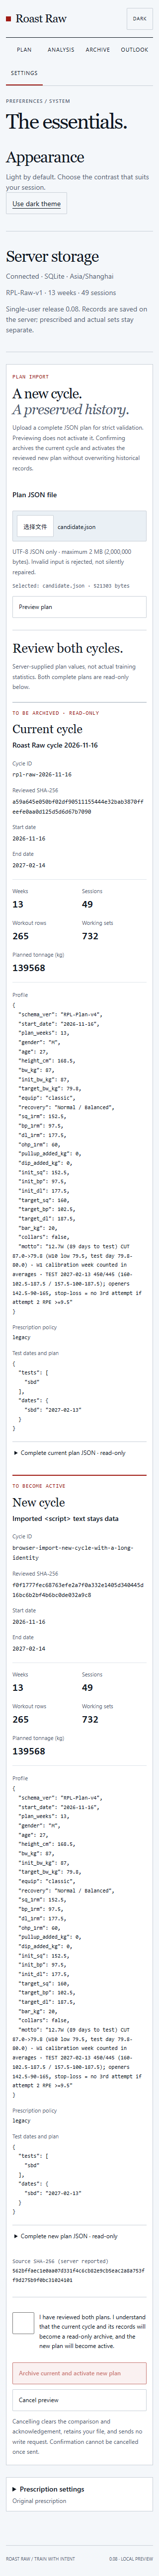 Roast Raw
DARK
PLAN
ANALYSIS
ARCHIVE
OUTLOOK
SETTINGS
PREFERENCES / SYSTEM
The essentials.
Appearance
Light by default. Choose the contrast that suits
your session.
Use dark theme
Server storage
Connected · SQLite · Asia/Shanghai
RPL-Raw-v1 · 13 weeks · 49 sessions
Single-user release 0.08. Records are saved on
the server; prescribed and actual sets stay
separate.
PLAN IMPORT
A new cycle.
A preserved history.
Upload a complete JSON plan for strict validation.
Previewing does not activate it. Confirming
archives the current cycle and activates the
reviewed new plan without overwriting historical
records.
Plan JSON file
选择文件 candidate.json
UTF-8 JSON only · maximum 2 MB (2,000,000
bytes). Invalid input is rejected, not silently
repaired.
Selected: candidate.json · 521303 bytes
Preview plan
Review both cycles.
Server-supplied plan values, not actual training
statistics. Both complete plans are read-only
below.
TO BE ARCHIVED · READ-ONLY
Current cycle
Roast Raw cycle 2026-11-16
Cycle ID
rpl-raw-2026-11-16
Reviewed SHA-256
Start date
2026-11-16
End date
2027-02-14
Weeks
13
Sessions
49
Workout rows
265
Working sets
732
Planned tonnage (kg)
139568
Profile
{
"schema_ver": "RPL-Plan-v4",
"start_date": "2026-11-16",
"plan_weeks": 13,
"gender": "M",
"age": 27,
"height_cm": 168.5,
"bw_kg": 87,
"init_bw_kg": 87,
"target_bw_kg": 79.8,
"equip": "classic",
"recovery": "Normal / Balanced",
"sq_1rm": 152.5,
"bp_1rm": 97.5,
"dl_1rm": 177.5,
"ohp_1rm": 60,
"pullup_added_kg": 0,
"dip_added_kg": 0,
"init_sq": 152.5,
"init_bp": 97.5,
"init_dl": 177.5,
"target_sq": 160,
"target_bp": 102.5,
"target_dl": 187.5,
"bar_kg": 20,
"collars": false,
"motto": "12.7W (89 days to test) CUT
87.0->79.8 (W10 low 79.5, test day 79.8-
80.0) · W1 calibration week counted in
averages · TEST 2027-02-13 450/445 (160-
102.5-187.5 / 157.5-100-187.5); openers
142.5-90-165, stop-loss = no 3rd attempt if
attempt 2 RPE >=9.5"
}
Prescription policy
legacy
Test dates and plan
{
"tests": [
"sbd"
],
"dates": {
"sbd": "2027-02-13"
}
}
▶ Complete current plan JSON · read-only
TO BECOME ACTIVE
New cycle
Imported <script> text stays data
Cycle ID
browser-import-new-cycle-with-a-long-
identity
Reviewed SHA-256
Start date
2026-11-16
End date
2027-02-14
Weeks
13
Sessions
49
Workout rows
265
Working sets
732
Planned tonnage (kg)
139568
Profile
{
"schema_ver": "RPL-Plan-v4",
"start_date": "2026-11-16",
"plan_weeks": 13,
"gender": "M",
"age": 27,
"height_cm": 168.5,
"bw_kg": 87,
"init_bw_kg": 87,
"target_bw_kg": 79.8,
"equip": "classic",
"recovery": "Normal / Balanced",
"sq_1rm": 152.5,
"bp_1rm": 97.5,
"dl_1rm": 177.5,
"ohp_1rm": 60,
"pullup_added_kg": 0,
"dip_added_kg": 0,
"init_sq": 152.5,
"init_bp": 97.5,
"init_dl": 177.5,
"target_sq": 160,
"target_bp": 102.5,
"target_dl": 187.5,
"bar_kg": 20,
"collars": false,
"motto": "12.7W (89 days to test) CUT
87.0->79.8 (W10 low 79.5, test day 79.8-
80.0) · W1 calibration week counted in
averages · TEST 2027-02-13 450/445 (160-
102.5-187.5 / 157.5-100-187.5); openers
142.5-90-165, stop-loss = no 3rd attempt if
attempt 2 RPE >=9.5"
}
Prescription policy
legacy
Test dates and plan
{
"tests": [
"sbd"
],
"dates": {
"sbd": "2027-02-13"
}
}
▶ Complete new plan JSON · read-only
Source SHA-256 (server reported)
I have reviewed both plans. I understand
that the current cycle and its records will
become a read-only archive, and the
new plan will become active.
Archive current and activate new plan
Cancel preview
Cancelling clears the comparison and
acknowledgement, retains your file, and sends no
write request. Confirmation cannot be cancelled
once sent.
▶ Prescription settings
Original prescription
ROAST RAW / TRAIN WITH INTENT
0.08 · LOCAL PREVIEW